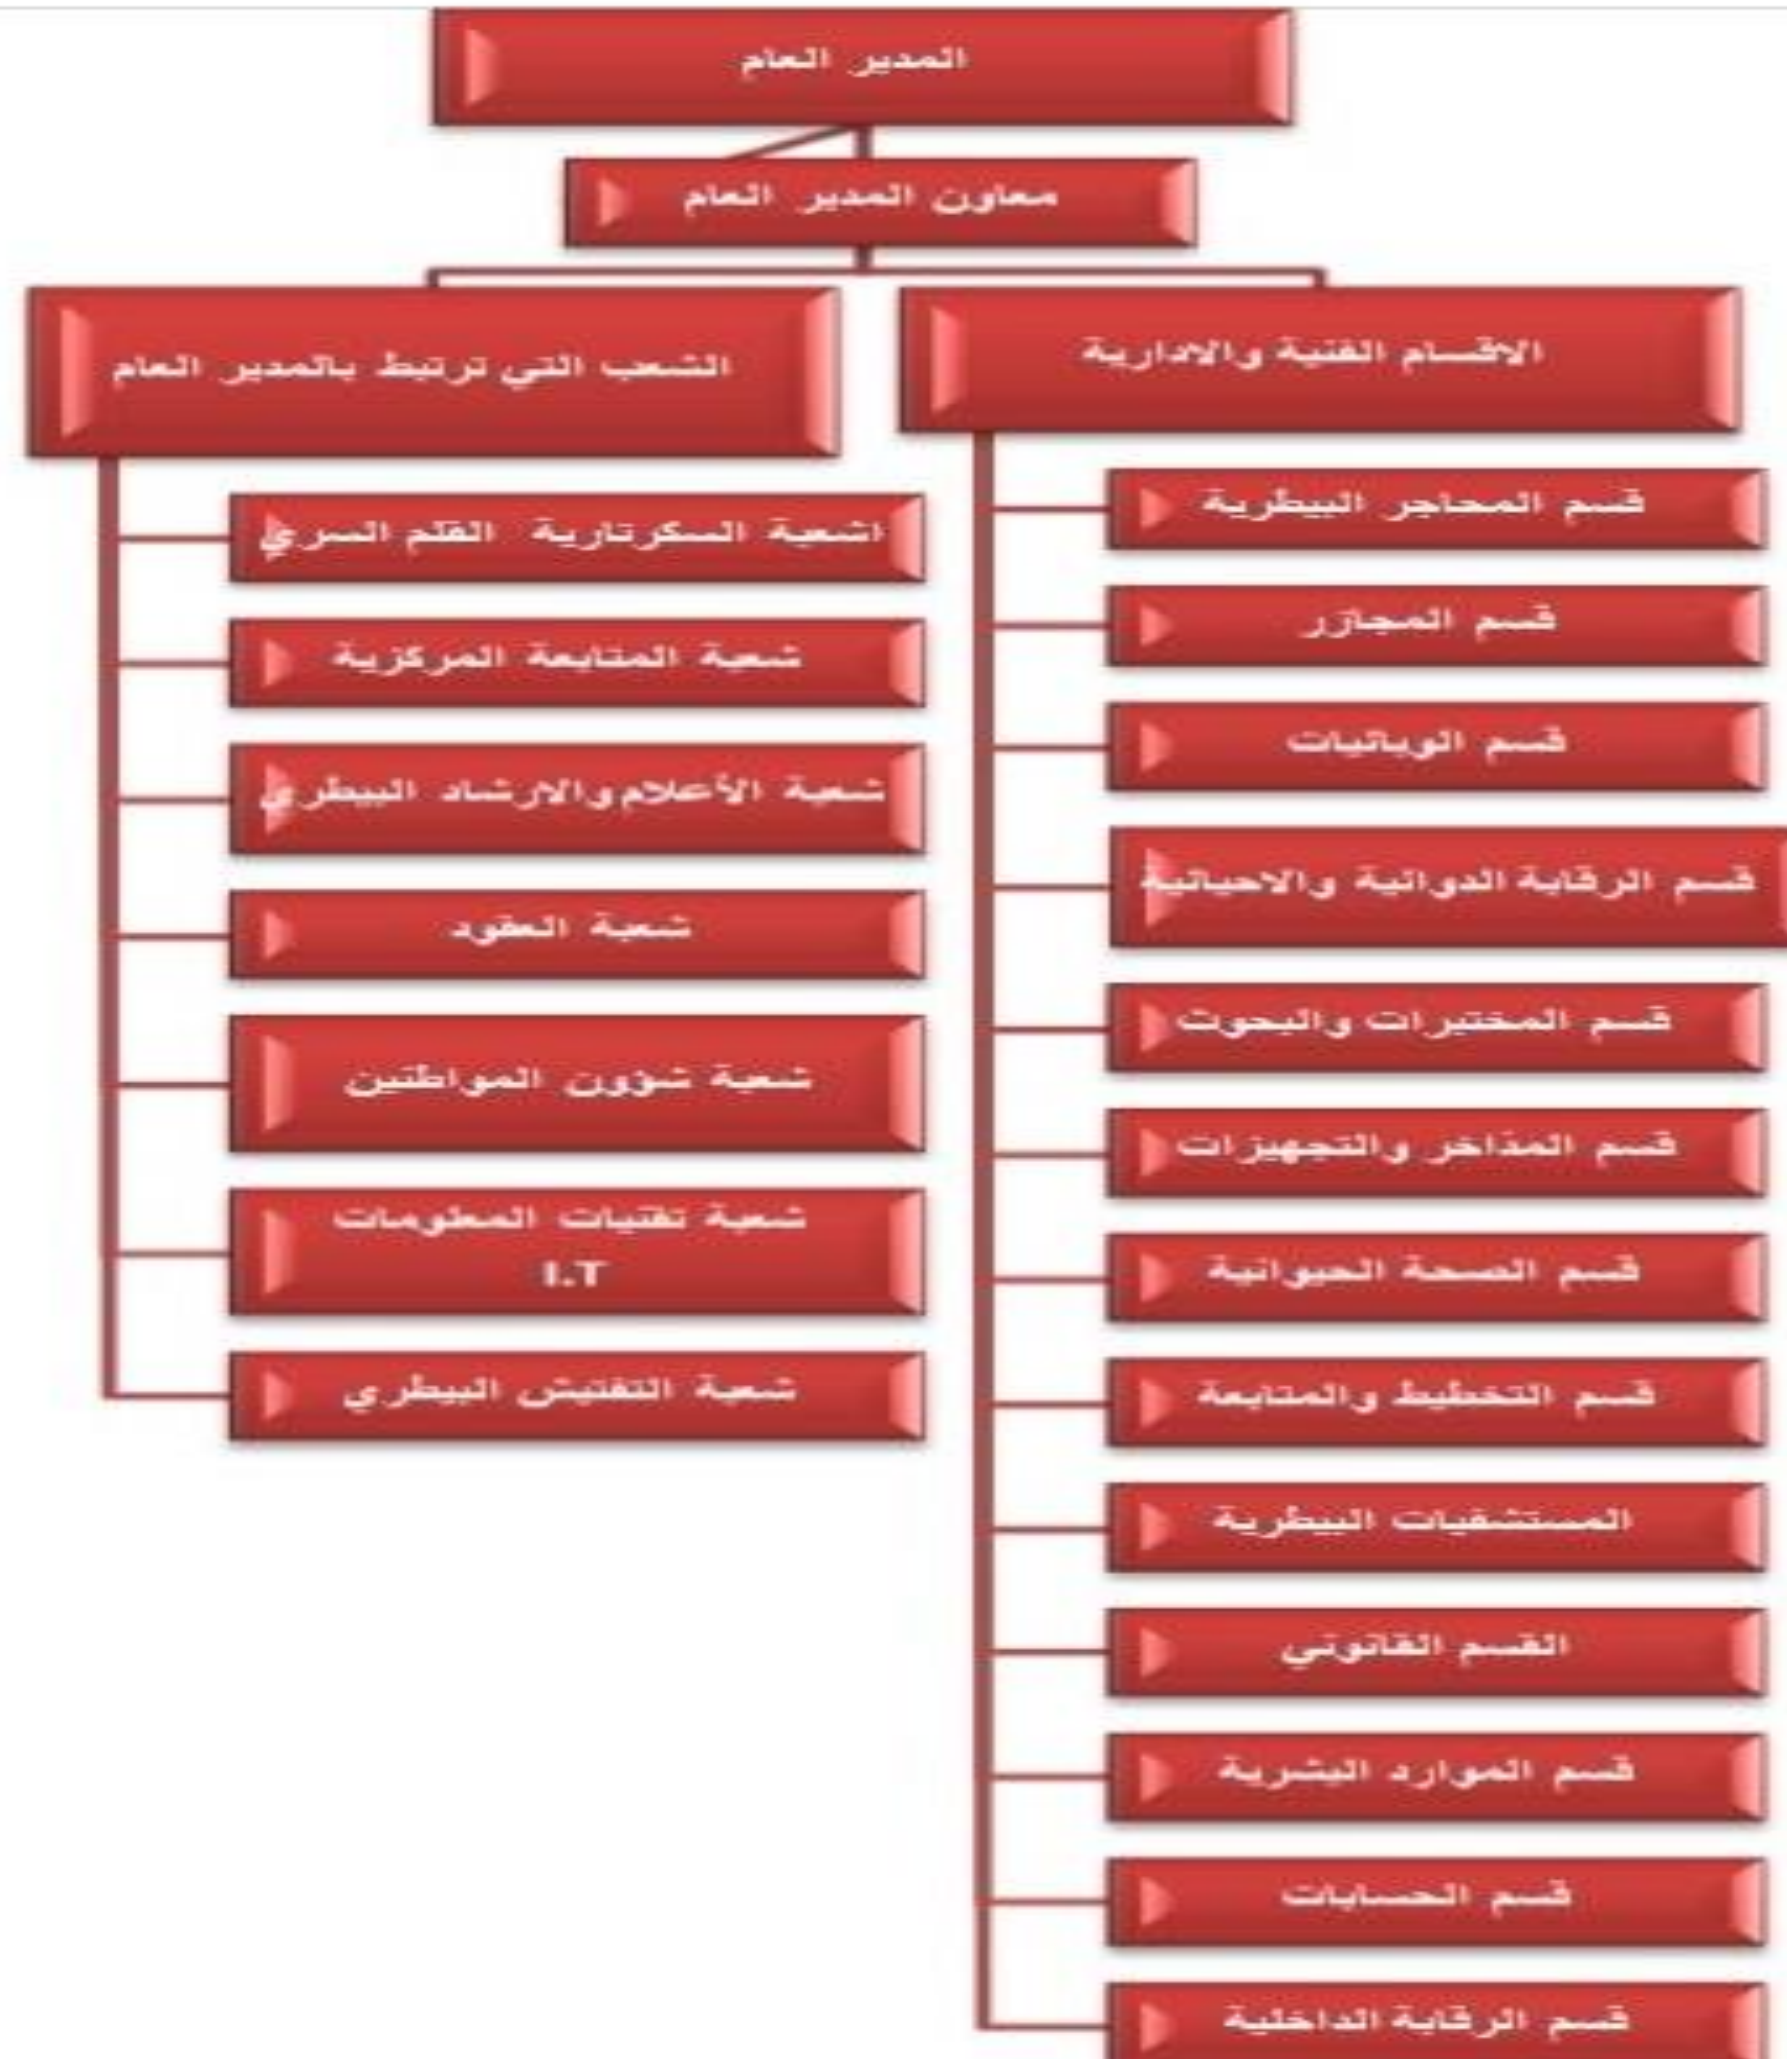 المدير العام
معاون المدير العام
الاقسام الفنية والادارية
قسم المحاجر البيطرية
قسم المجازر
قسم الوبائيات
قسم الرقابة الدوائية والاحيائية
قسم المختبرات والبحوث
قسم المذاخر والتجهيزات
قسم الصحة الحيوانية
قسم التخطيط والمتابعة
المستشفيات البيطرية
القسم القانوني
قسم الموارد البشرية
قسم الحسابات
قسم الرقابة الداخلية
الشعب التي ترتبط بالمدير العام
اشعبة السكرتارية القلم السري
شعبة المتابعة المركزية
شعبة الأعلام والارشاد البيطري
شعبة العقود
شعبة شؤون المواطنين
شعبة تقنيات المعلومات
I.T
شعبة التفتيش البيطري